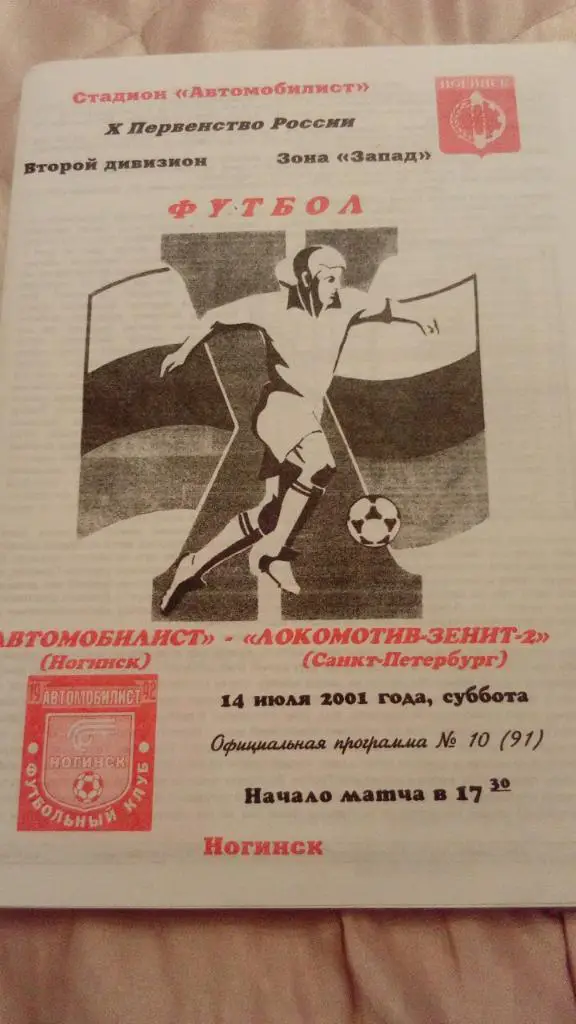 Стадион «Автомобилист»
НОГИНСК
X Первенство России
Второй дивизион Зона «Запад»
ФУТБОЛ
АВТОМОБИЛИСТ» - «ЛОКОМОТИВ-ЗЕНИТ-2»
(Ногинск) (Санкт-Петербург)
19 АВТОМОБИЛИСТ 92
НОГИНСК
ФУТБОЛЬНЫЙ КЛУБ
14 июля 2001 года, суббота
Официальная программа № 10 (91)
Начало матча в 17 30
Ногинск